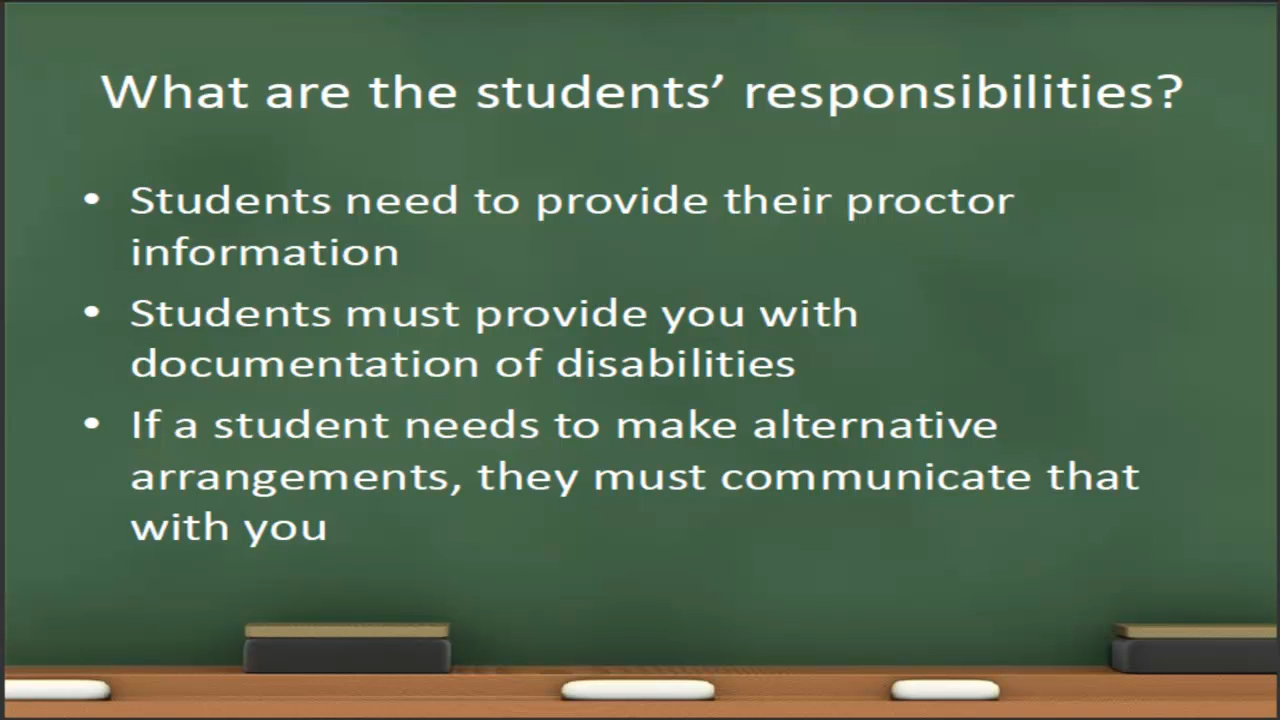 What are the students’ responsibilities?
• Students need to provide their proctor
information
• Students must provide you with
documentation of disabilities
• If a student needs to make alternative
arrangements, they must communicate that
with you